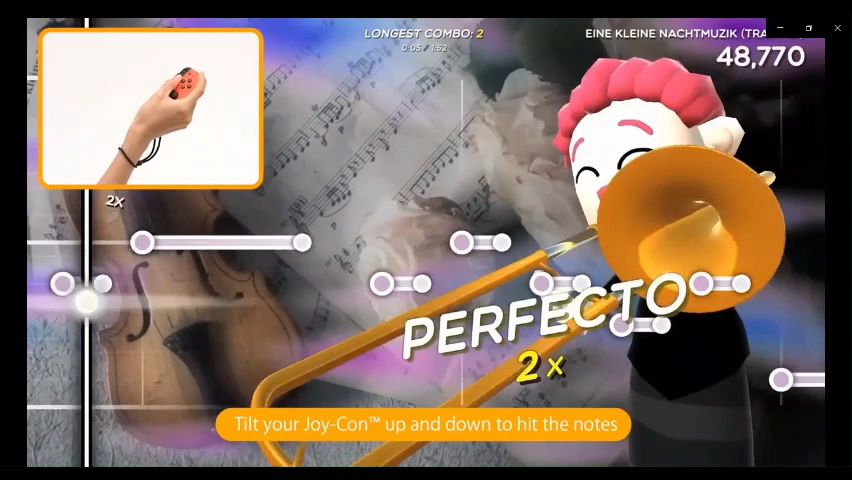 LONGEST COMBO: 2
0:05 / 1:52
EINE KLEINE NACHTMUZIK (TRA
48,770
2X
PERFECTO
2x
Tilt your Joy-Con™ up and down to hit the notes